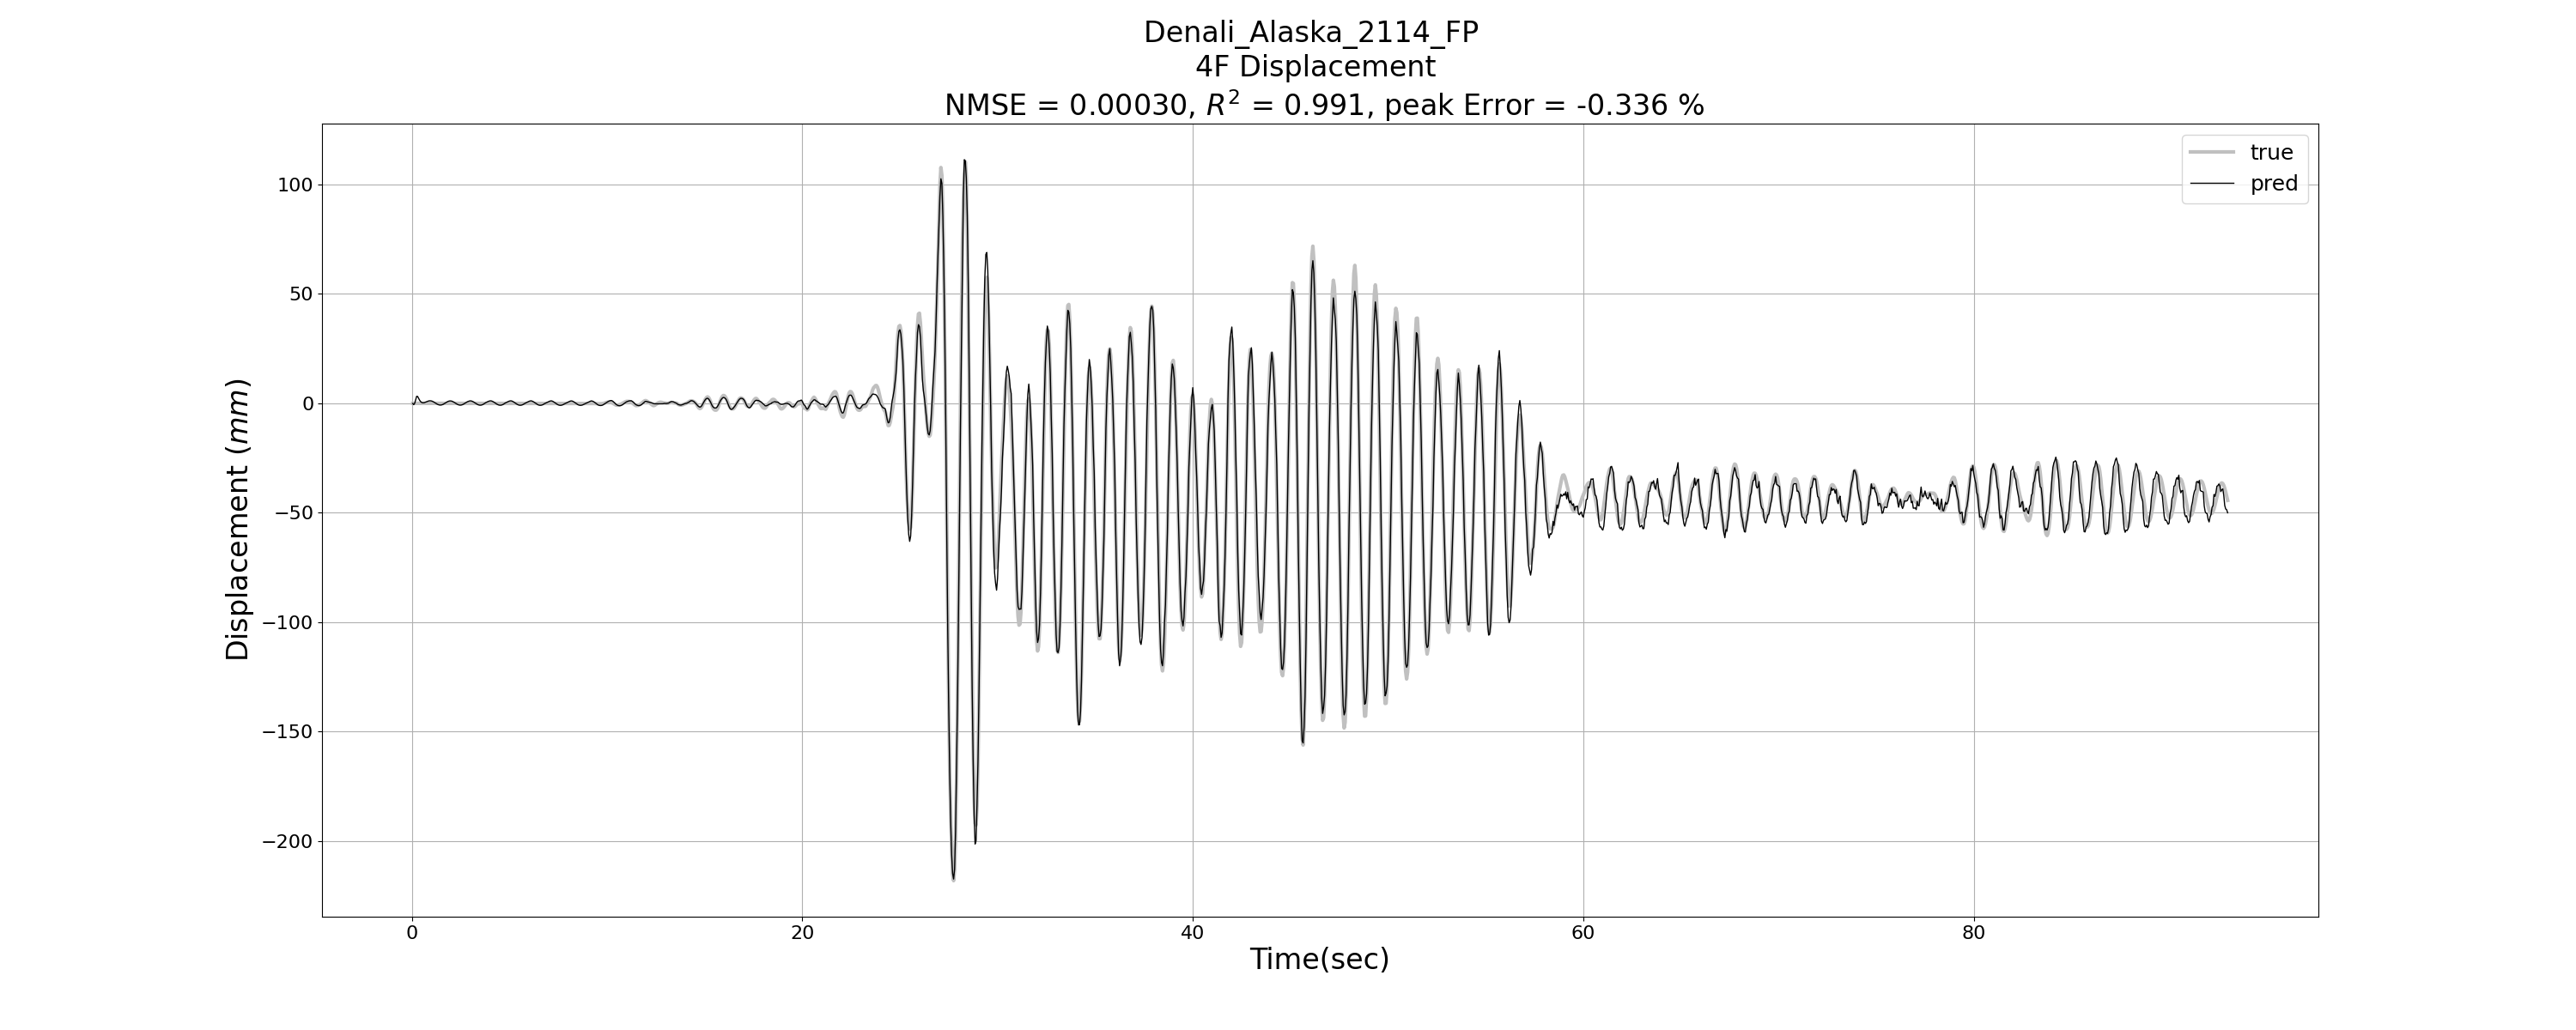 Denali_Alaska_2114_FP
4F Displacement
NMSE = 0.00030, R² = 0.991, peak Error = -0.336 %
true
pred
100
50
0
−50
−100
−150
−200
Displacement (mm)
0 20 40 60 80
Time(sec)